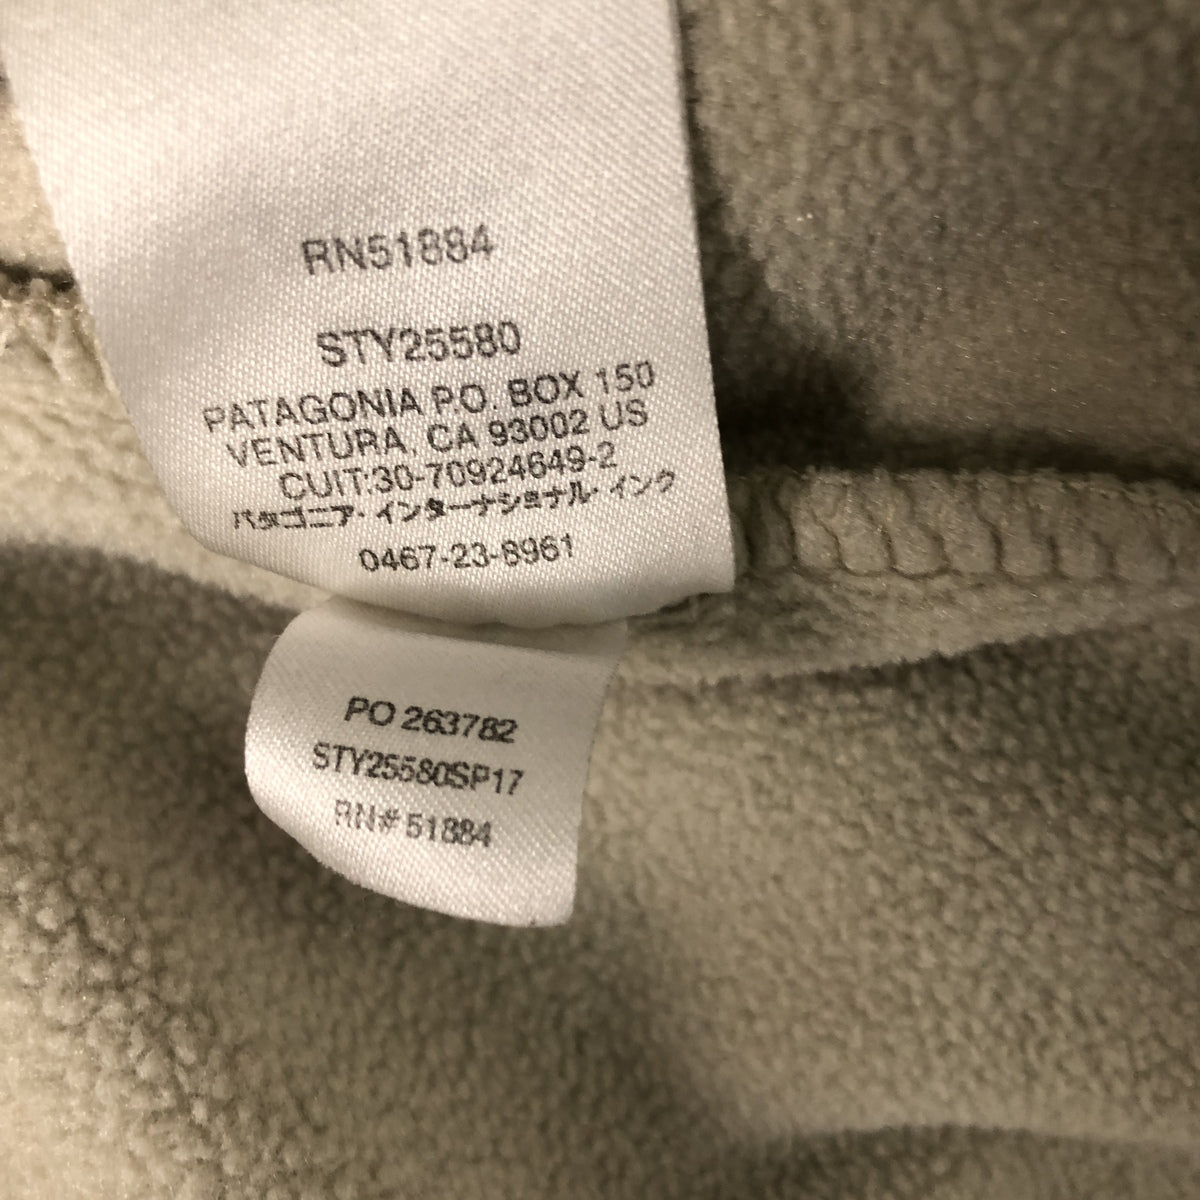 RN51884
STY25580
PATAGONIA P.O. BOX 150
VENTURA, CA 93002 US
CUIT:30-70924649-2
パタゴニア・インターナショナル・インク
0467-23-8961
PO 263782
STY25580SP17
RN# 51884